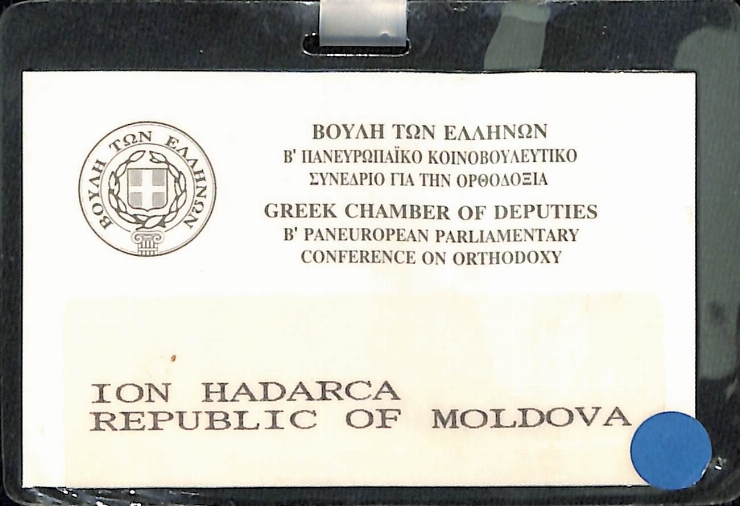 ΒΟΥΛΗ ΤΩΝ ΕΛΛΗΝΩΝ
ΒΟΥΛΗ ΤΩΝ ΕΛΛΗΝΩΝ
Β' ΠΑΝΕΥΡΩΠΑΪΚΟ ΚΟΙΝΟΒΟΥΛΕΥΤΙΚΟ
ΣΥΝΕΔΡΙΟ ΓΙΑ ΤΗΝ ΟΡΘΟΔΟΞΙΑ
GREEK CHAMBER OF DEPUTIES
B' PANEUROPEAN PARLIAMENTARY
CONFERENCE ON ORTHODOXY
ION HADARCA
REPUBLIC OF MOLDOVA